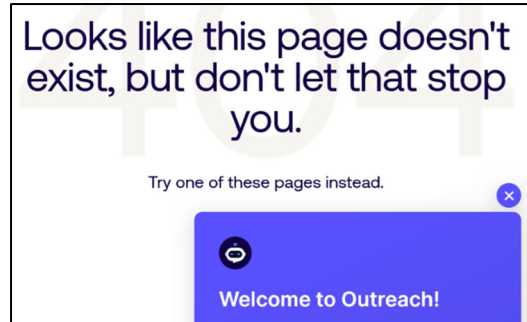 404
Looks like this page doesn't
exist, but don't let that stop
you.
Try one of these pages instead.
Welcome to Outreach!